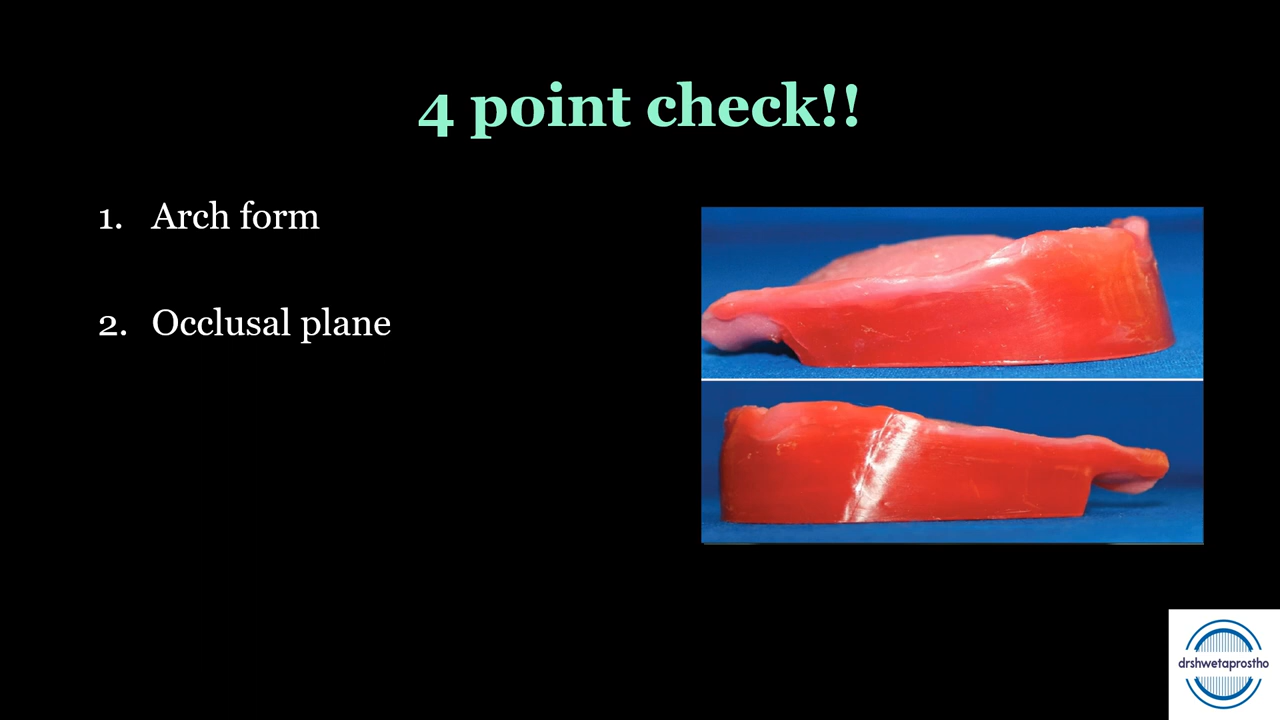 4 point check!!
1. Arch form
2. Occlusal plane
drshwetaprostho